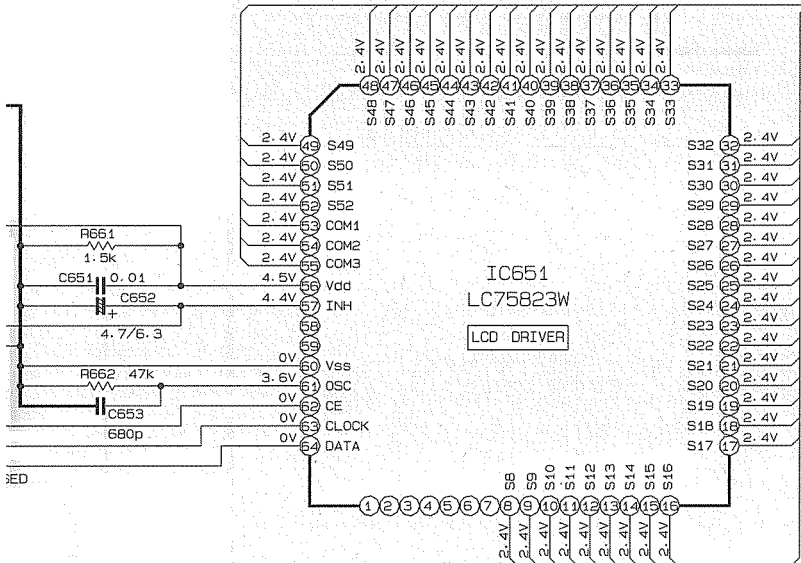 2.4V 2.4V 2.4V 2.4V 2.4V 2.4V 2.4V 2.4V 2.4V 2.4V 2.4V 2.4V 2.4V 2.4V 2.4V 2.4V
48 47 46 45 44 43 42 41 40 39 38 37 36 35 34 33
S48 S47 S46 S45 S44 S43 S42 S41 S40 S39 S38 S37 S36 S35 S34 S33
2.4V 49 S49
2.4V 50 S50
2.4V 51 S51
2.4V 52 S52
2.4V 53 COM1
2.4V 54 COM2
2.4V 55 COM3
4.5V 56 Vdd
4.4V 57 INH
58
59
0V 60 Vss
3.6V 61 OSC
0V 62 CE
0V 63 CLOCK
0V 64 DATA
R661
1.5k
C651 0.01
C652
+
4.7/6.3
R662 47k
C653
680p
SED
IC651
LC75823W
LCD DRIVER
S32 32 2.4V
S31 31 2.4V
S30 30 2.4V
S29 29 2.4V
S28 28 2.4V
S27 27 2.4V
S26 26 2.4V
S25 25 2.4V
S24 24 2.4V
S23 23 2.4V
S22 22 2.4V
S21 21 2.4V
S20 20 2.4V
S19 19 2.4V
S18 18 2.4V
S17 17 2.4V
S8 S9 S10 S11 S12 S13 S14 S15 S16
1 2 3 4 5 6 7 8 9 10 11 12 13 14 15 16
2.4V 2.4V 2.4V 2.4V 2.4V 2.4V 2.4V 2.4V 2.4V